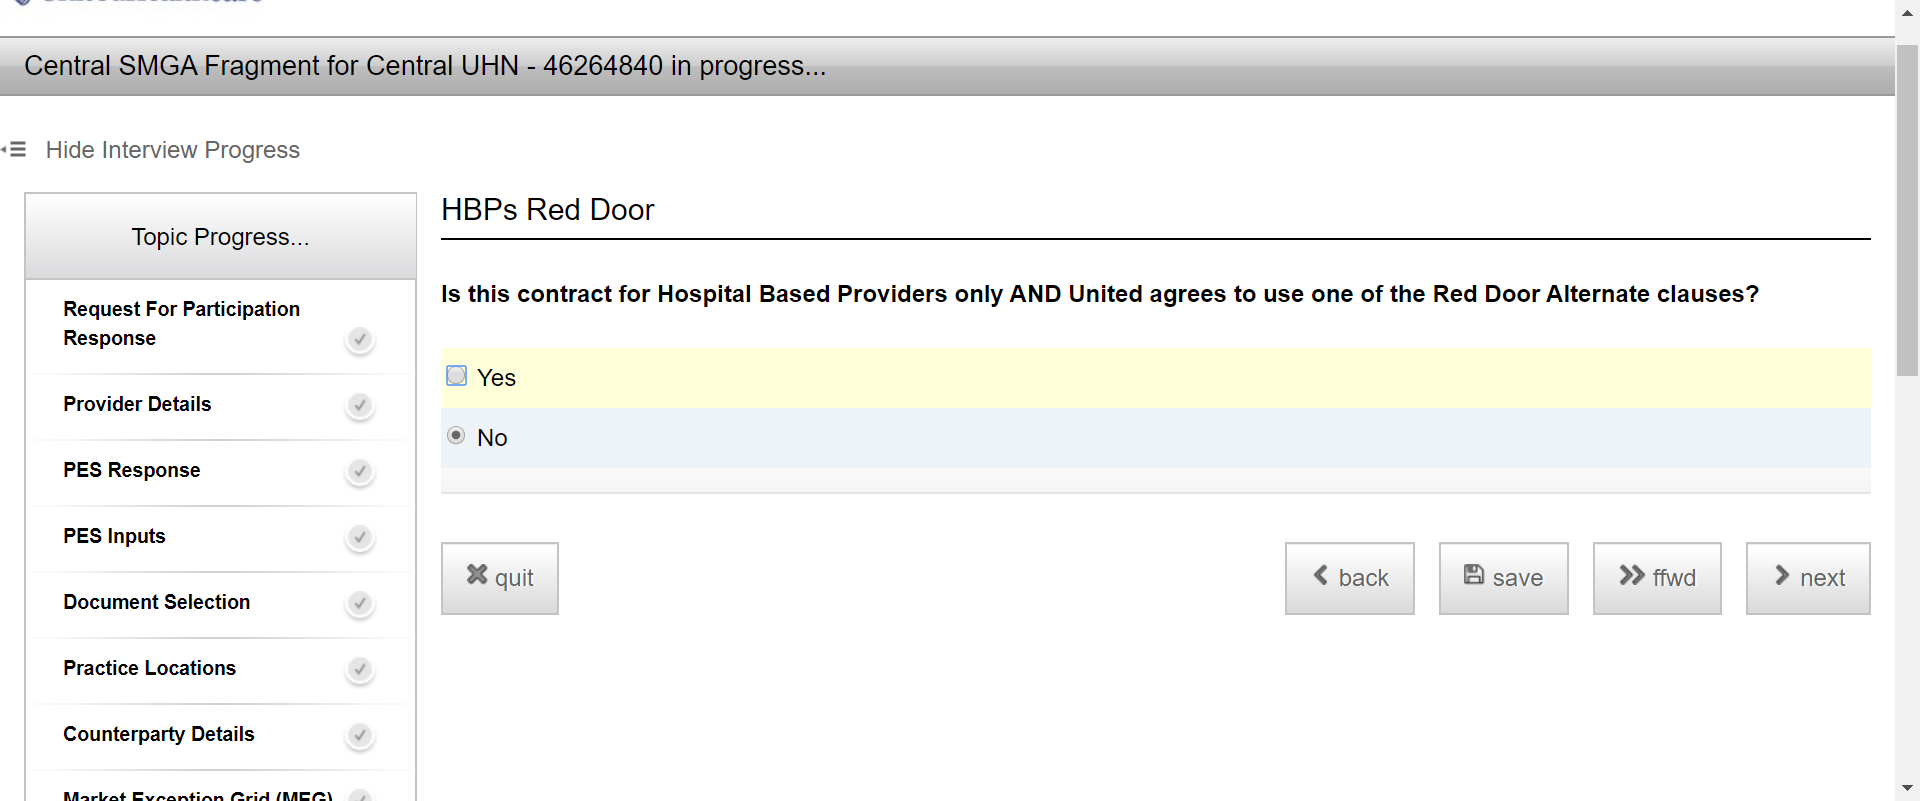 Central SMGA Fragment for Central UHN - 46264840 in progress...
Hide Interview Progress
Topic Progress...
Request For Participation
Response
Provider Details
PES Response
PES Inputs
Document Selection
Practice Locations
Counterparty Details
Market Exception Grid (MEG)
HBPs Red Door
Is this contract for Hospital Based Providers only AND United agrees to use one of the Red Door Alternate clauses?
Yes
No
quit
back
save
ffwd
next